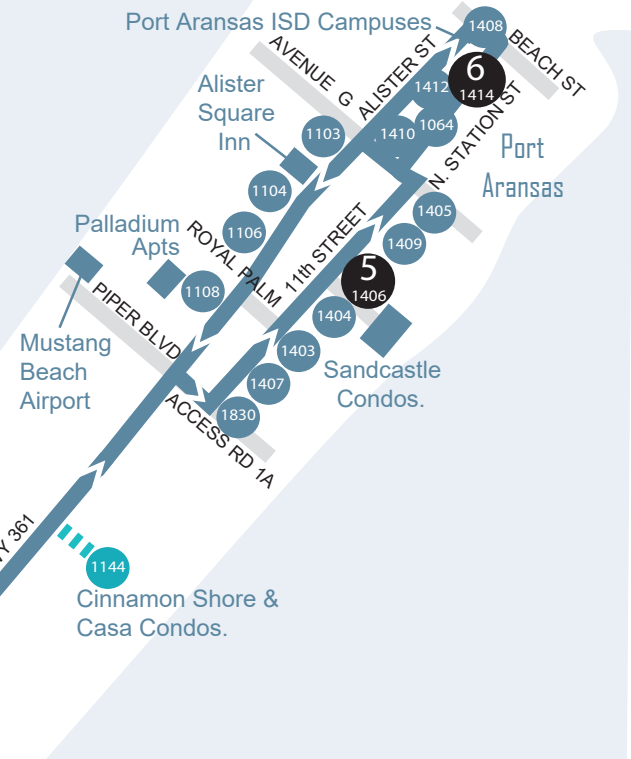 Port Aransas ISD Campuses
1408
BEACH ST
AVENUE G
ALISTER ST
6
1414
1412
Alister
Square
Inn
1103
1410
1064
N. STATION ST
Port
Aransas
1104
1405
1106
1409
Palladium
Apts
ROYAL PALM
11th STREET
5
1406
1108
PIPER BLVD
1404
Mustang
Beach
Airport
1403
Sandcastle
Condos.
1407
1830
ACCESS RD 1A
Y 361
1144
Cinnamon Shore &
Casa Condos.